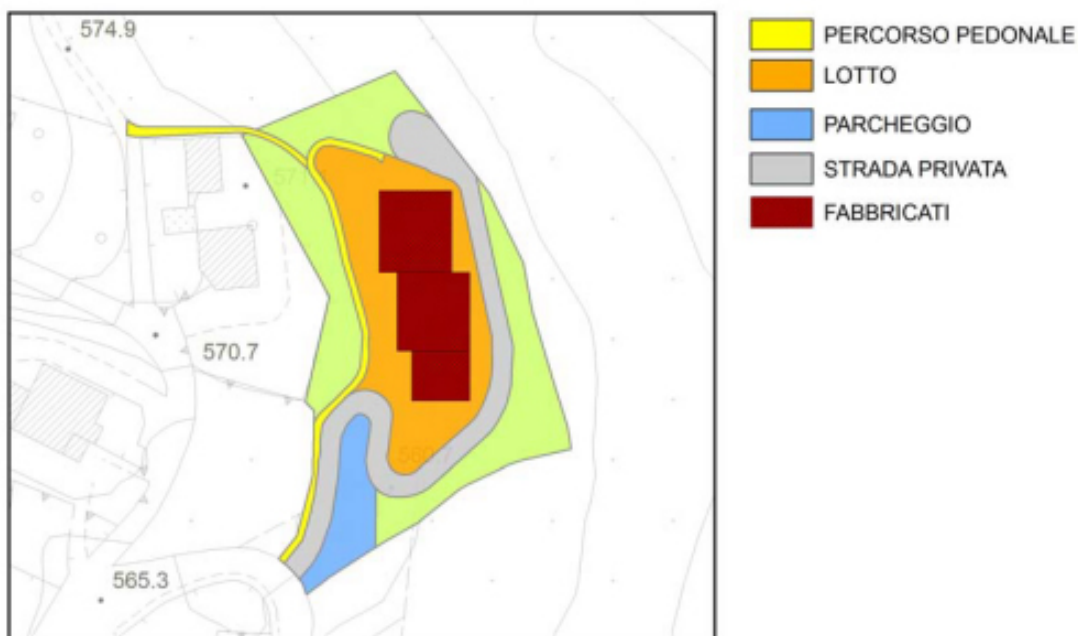 574.9
PERCORSO PEDONALE
LOTTO
PARCHEGGIO
STRADA PRIVATA
FABBRICATI
570.7
565.3